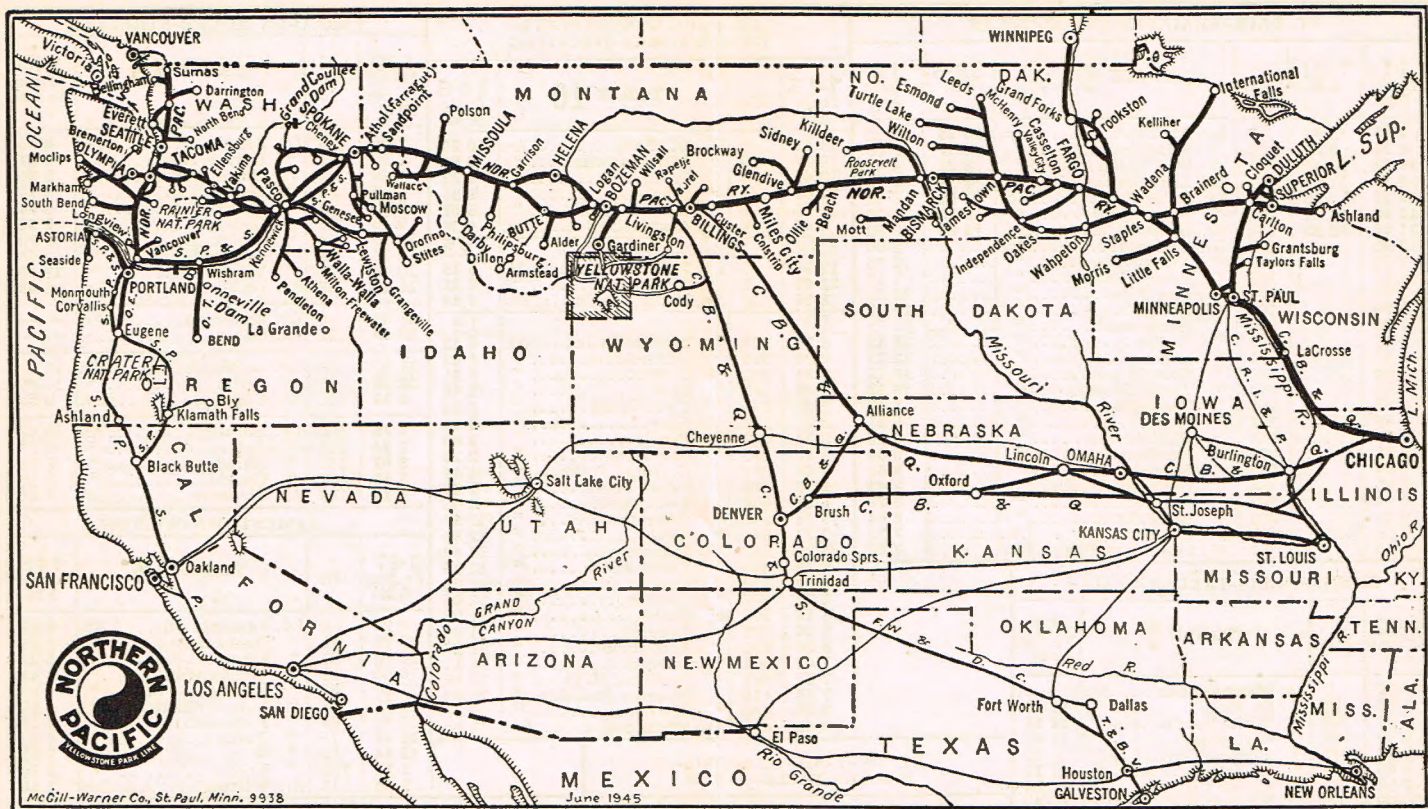 VANCOUVER
Victoria
Bellingham
Sumas
Darrington
WASH.
Everett
SEATTLE
North Bend
Bremerton
OLYMPIA
TACOMA
Moclips
Markham
South Bend
Longview
ASTORIA
Seaside
Ellensburg
Yakima
RAINIER
NAT. PARK
Vancouver
PORTLAND
Wishram
Kennewick
Pasco
Grand Coulee
Dam
SPOKANE
Cheney
Athol (Farragut)
Sandpoint
Wallace
Pullman
Moscow
Genesee
Lewiston
Orofino
Stites
Grangeville
Walla Walla
Milton-Freewater
Athena
Pendleton
La Grande
Bonneville
Dam
BEND
Monmouth
Corvallis
Eugene
CRATER
NAT. PARK
OREGON
Bly
Klamath Falls
Ashland
Black Butte
PACIFIC OCEAN
IDAHO
MONTANA
Polson
MISSOULA
Garrison
HELENA
Logan
BOZEMAN
Wilsall
Rapelje
Laurel
Darby
Philipsburg
BUTTE
Alder
Dillon
Armstead
Gardiner
Livingston
BILLINGS
Custer
Colstrip
Miles City
YELLOWSTONE
NAT. PARK
Cody
WYOMING
Brockway
Glendive
Sidney
Ollie
Beach
Killdeer
Roosevelt
Park
NOR. PAC. RY.
NO. DAK.
Turtle Lake
Esmond
Leeds
McHenry
Wilton
Mott
Mandan
BISMARCK
Jamestown
Independence
Oakes
Valley City
Casselton
FARGO
Grand Forks
Crookston
WINNIPEG
Wahpeton
Kelliher
International
Falls
Wadena
Staples
Morris
Little Falls
Brainerd
MINNESOTA
Cloquet
DULUTH
SUPERIOR
L. Sup.
Carlton
Ashland
Grantsburg
Taylors Falls
MINNEAPOLIS
ST. PAUL
WISCONSIN
LaCrosse
Mississippi R.
L. Mich.
SOUTH DAKOTA
Missouri River
IOWA
DES MOINES
Burlington
CHICAGO
ILLINOIS
Alliance
NEBRASKA
Lincoln
OMAHA
Oxford
Cheyenne
C. B. & Q.
C. R. I. & P.
Brush
DENVER
COLORADO
Colorado Sprs.
Trinidad
C. & S.
KANSAS
KANSAS CITY
St. Joseph
ST. LOUIS
MISSOURI
Ohio R.
KY.
TENN.
ALA.
MISS.
ARKANSAS
OKLAHOMA
F. W. & D. C.
Red R.
Salt Lake City
NEVADA
UTAH
GRAND
CANYON
Colorado River
ARIZONA
NEW MEXICO
CALIFORNIA
Oakland
SAN FRANCISCO
S. P.
LOS ANGELES
SAN DIEGO
El Paso
Rio Grande
MEXICO
TEXAS
Fort Worth
Dallas
T. & B. V.
Houston
GALVESTON
LA.
Mississippi R.
NEW ORLEANS
NORTHERN
PACIFIC
YELLOWSTONE PARK LINE
McGill-Warner Co., St. Paul, Minn. 9938
June 1945